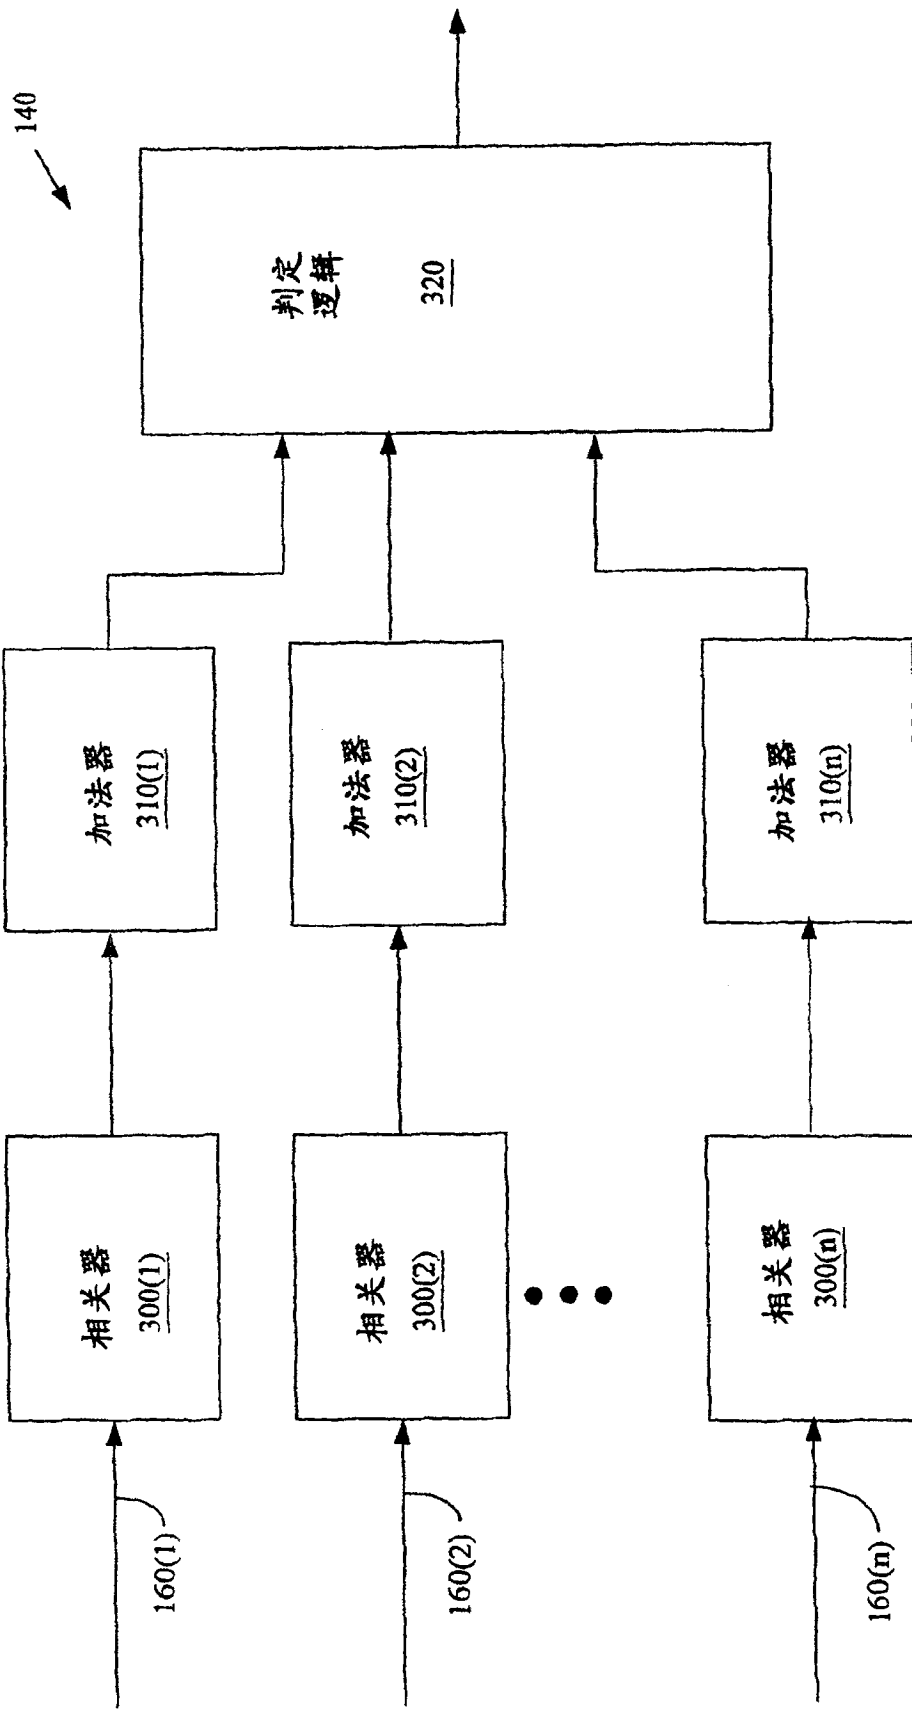 140
判定
逻辑
320
加法器
310(1)
加法器
310(2)
加法器
310(n)
相关器
300(1)
相关器
300(2)
相关器
300(n)
160(1)
160(2)
160(n)